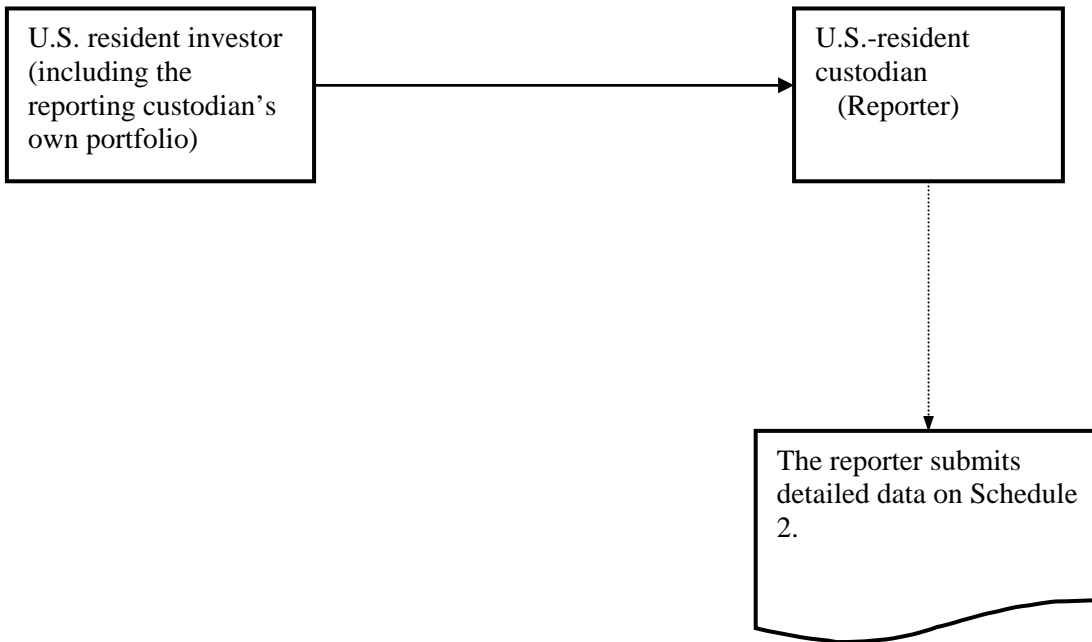 U.S. resident investor
(including the
reporting custodian's
own portfolio)
U.S.-resident
custodian
(Reporter)
The reporter submits
detailed data on Schedule
2.